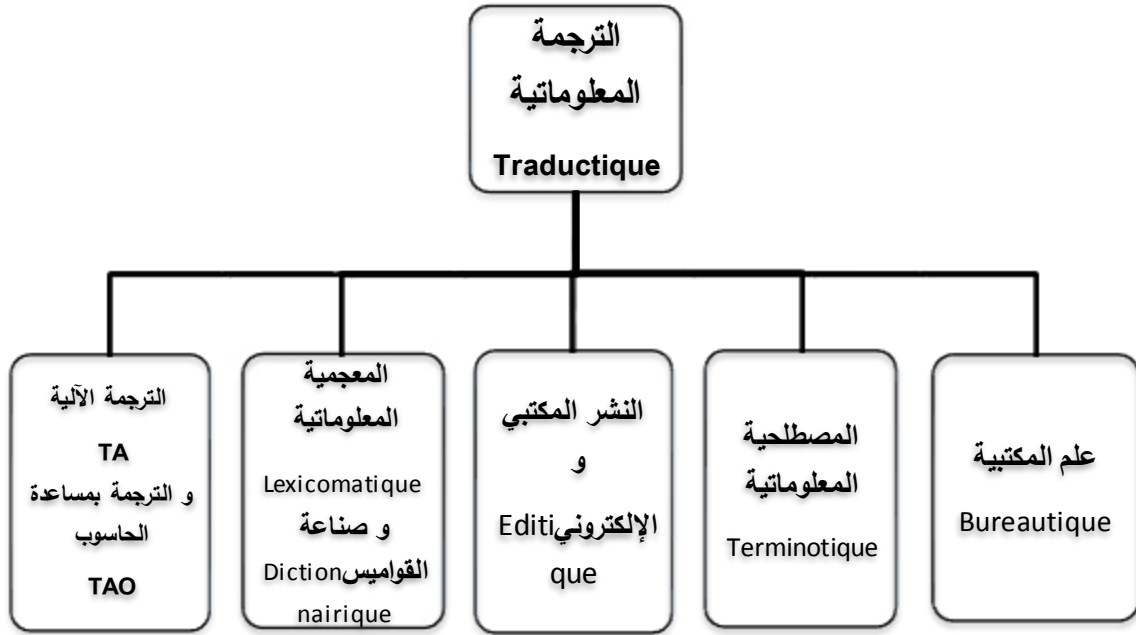 الترجمة
المعلوماتية
Traductique
علم المكتبية
Bureautique
المصطلحية
المعلوماتية
Terminotique
النشر المكتبي
و
الإلكترونيEditi
que
المعجمية
المعلوماتية
Lexicomatique
و صناعة
القواميسDiction
nairique
الترجمة الآلية
TA
و الترجمة بمساعدة
الحاسوب
TAO